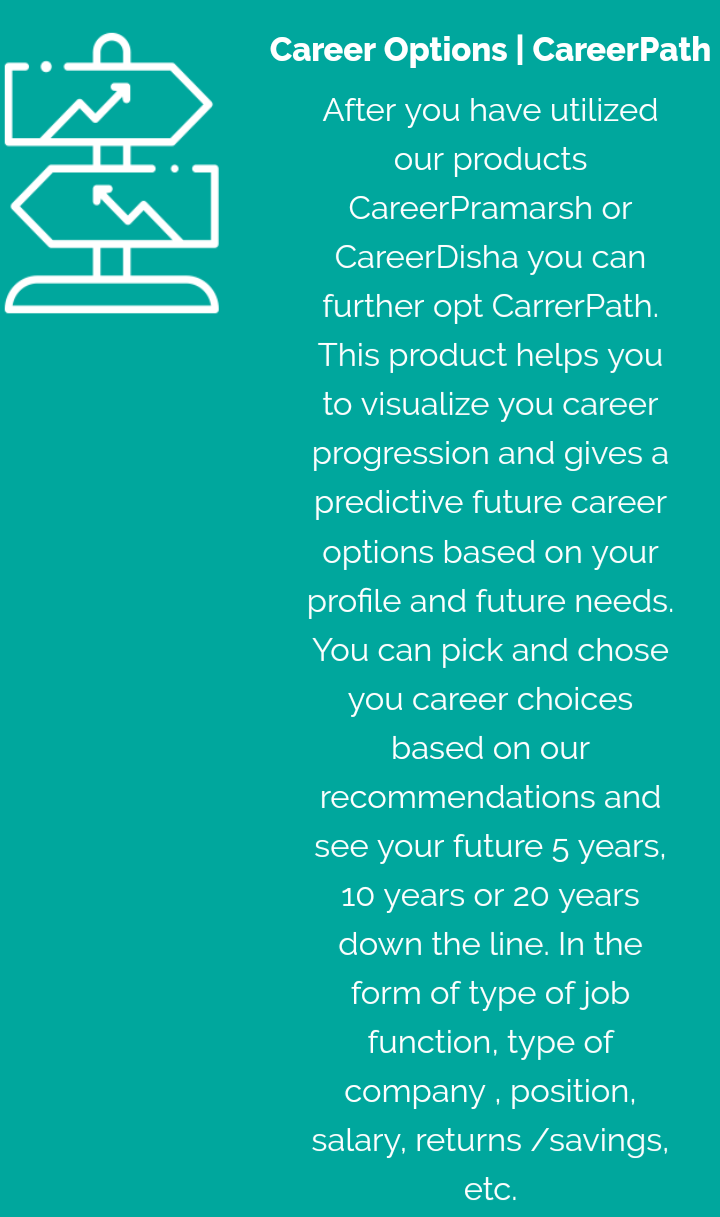 Career Options | CareerPath
After you have utilized
our products
CareerPramarsh or
CareerDisha you can
further opt CarrerPath.
This product helps you
to visualize you career
progression and gives a
predictive future career
options based on your
profile and future needs.
You can pick and chose
you career choices
based on our
recommendations and
see your future 5 years,
10 years or 20 years
down the line. In the
form of type of job
function, type of
company , position,
salary, returns /savings,
etc.